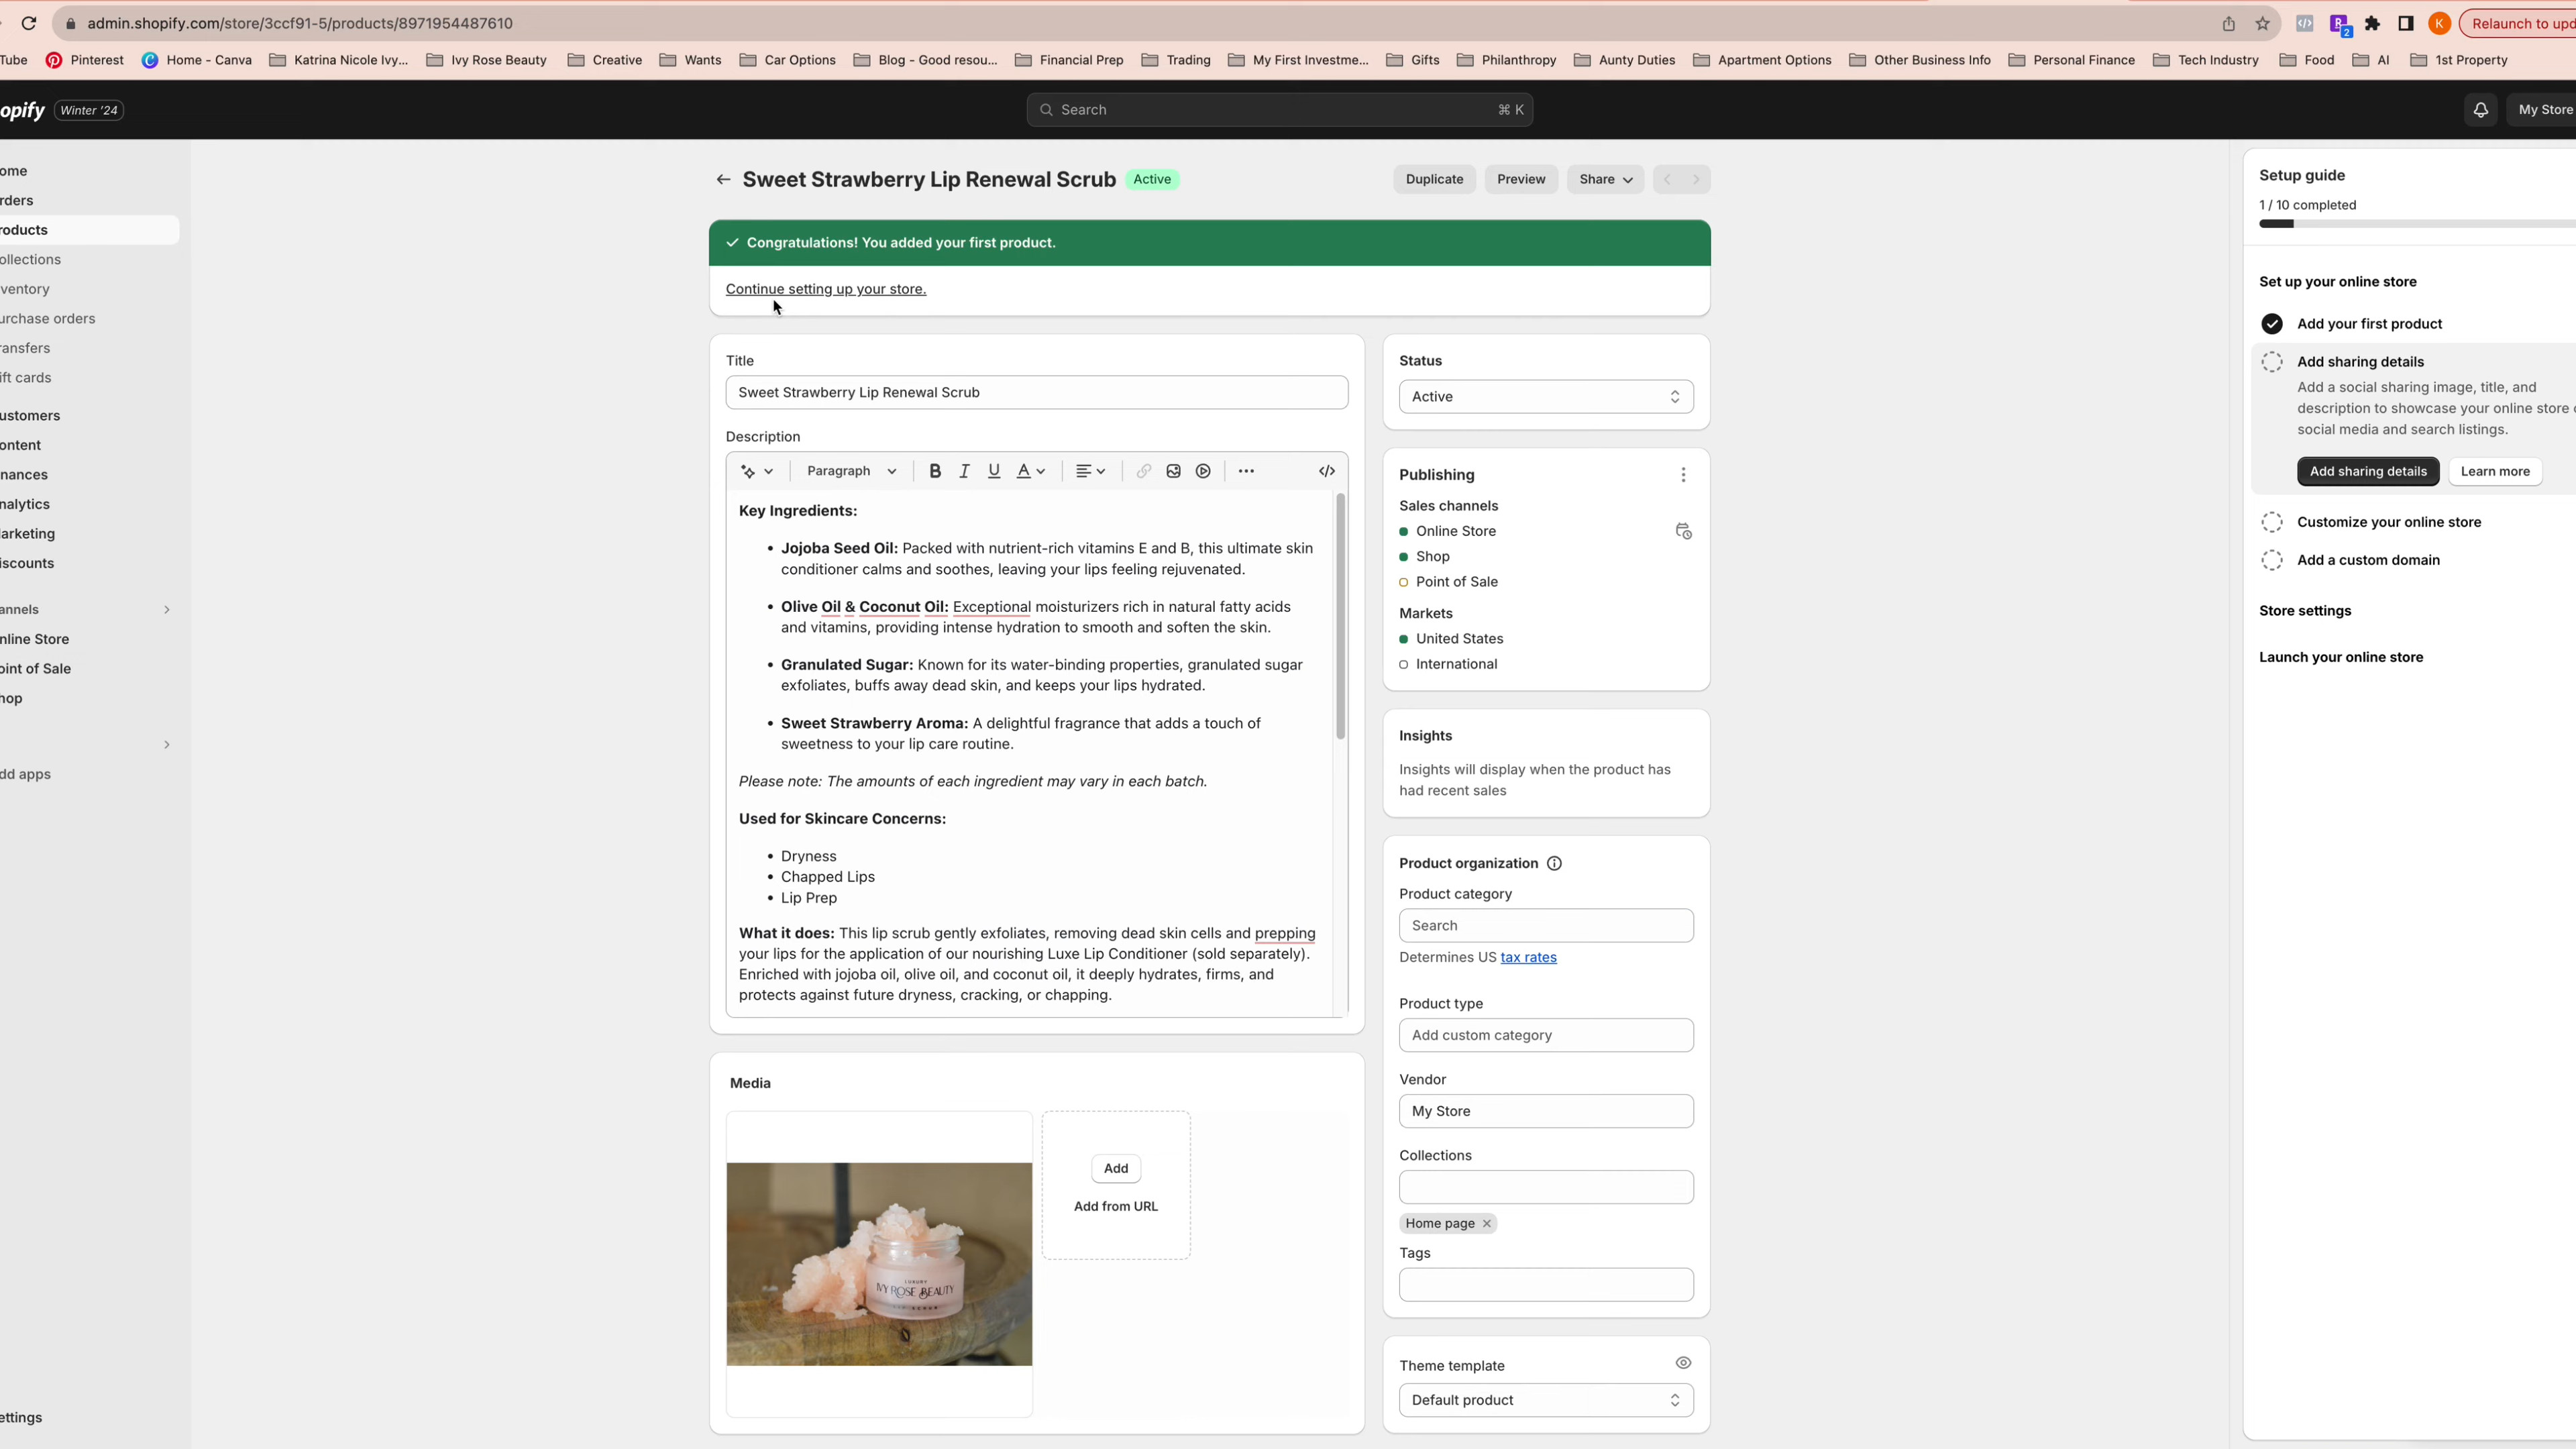 admin.shopify.com/store/3ccf91-5/products/8971954487610
Relaunch to upd
K
2
Tube
Pinterest
Home - Canva
Katrina Nicole Ivy...
Ivy Rose Beauty
Creative
Wants
Car Options
Blog - Good resou...
Financial Prep
Trading
My First Investme...
Gifts
Philanthropy
Aunty Duties
Apartment Options
Other Business Info
Personal Finance
Tech Industry
Food
AI
1st Property
opify
Winter '24
Search
⌘ K
My Store
ome
rders
roducts
ollections
ventory
urchase orders
ransfers
ift cards
ustomers
ontent
nances
nalytics
arketing
iscounts
annels
nline Store
oint of Sale
hop
dd apps
ettings
Sweet Strawberry Lip Renewal Scrub
Active
Duplicate
Preview
Share
Congratulations! You added your first product.
Continue setting up your store.
Title
Sweet Strawberry Lip Renewal Scrub
Description
Paragraph
B I U A
Key Ingredients:
• Jojoba Seed Oil: Packed with nutrient-rich vitamins E and B, this ultimate skin
conditioner calms and soothes, leaving your lips feeling rejuvenated.
• Olive Oil & Coconut Oil: Exceptional moisturizers rich in natural fatty acids
and vitamins, providing intense hydration to smooth and soften the skin.
• Granulated Sugar: Known for its water-binding properties, granulated sugar
exfoliates, buffs away dead skin, and keeps your lips hydrated.
• Sweet Strawberry Aroma: A delightful fragrance that adds a touch of
sweetness to your lip care routine.
Please note: The amounts of each ingredient may vary in each batch.
Used for Skincare Concerns:
• Dryness
• Chapped Lips
• Lip Prep
What it does: This lip scrub gently exfoliates, removing dead skin cells and prepping
your lips for the application of our nourishing Luxe Lip Conditioner (sold separately).
Enriched with jojoba oil, olive oil, and coconut oil, it deeply hydrates, firms, and
protects against future dryness, cracking, or chapping.
Media
LUXURY
IVY ROSE BEAUTY
SCRUB
Add
Add from URL
Status
Active
Publishing
Sales channels
Online Store
Shop
Point of Sale
Markets
United States
International
Insights
Insights will display when the product has
had recent sales
Product organization
Product category
Search
Determines US tax rates
Product type
Add custom category
Vendor
My Store
Collections
Home page
Tags
Theme template
Default product
Setup guide
1 / 10 completed
Set up your online store
Add your first product
Add sharing details
Add a social sharing image, title, and
description to showcase your online store
social media and search listings.
Add sharing details
Learn more
Customize your online store
Add a custom domain
Store settings
Launch your online store